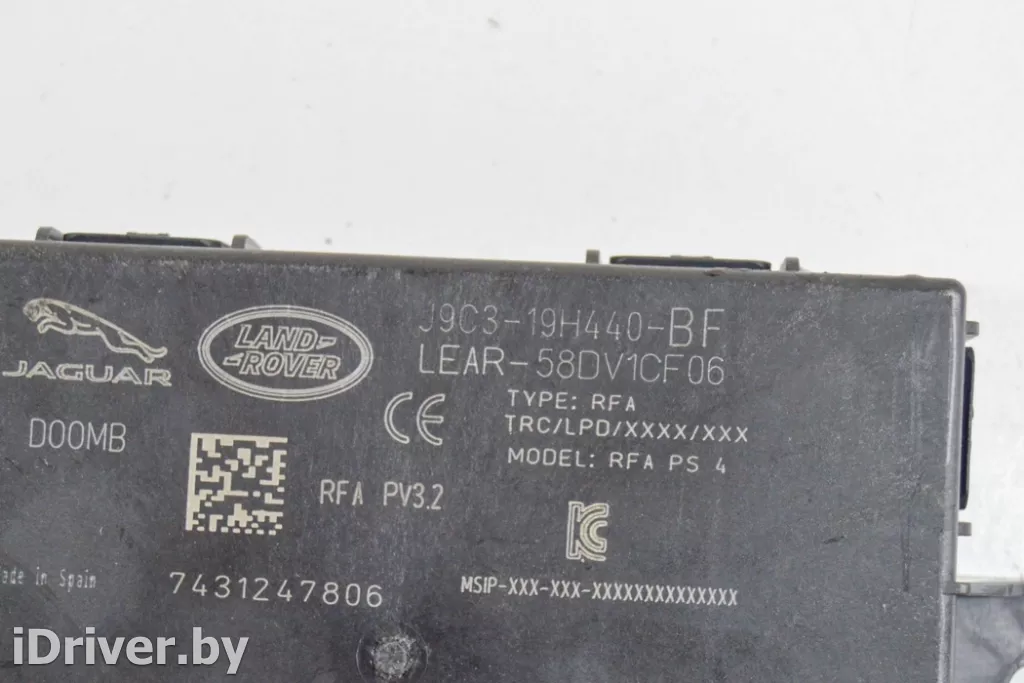 J9C3-19H440-BF
LAND-
-ROVER
LEAR-58DV1CF06
JAGUAR
CE
TYPE: RFA
TRC/LPD/XXXX/XXX
D00MB
MODEL: RFA PS 4
RFA PV3.2
in Spain
7431247806
MSIP-XXX-XXX-XXXXXXXXXXXXXX
iDriver.by